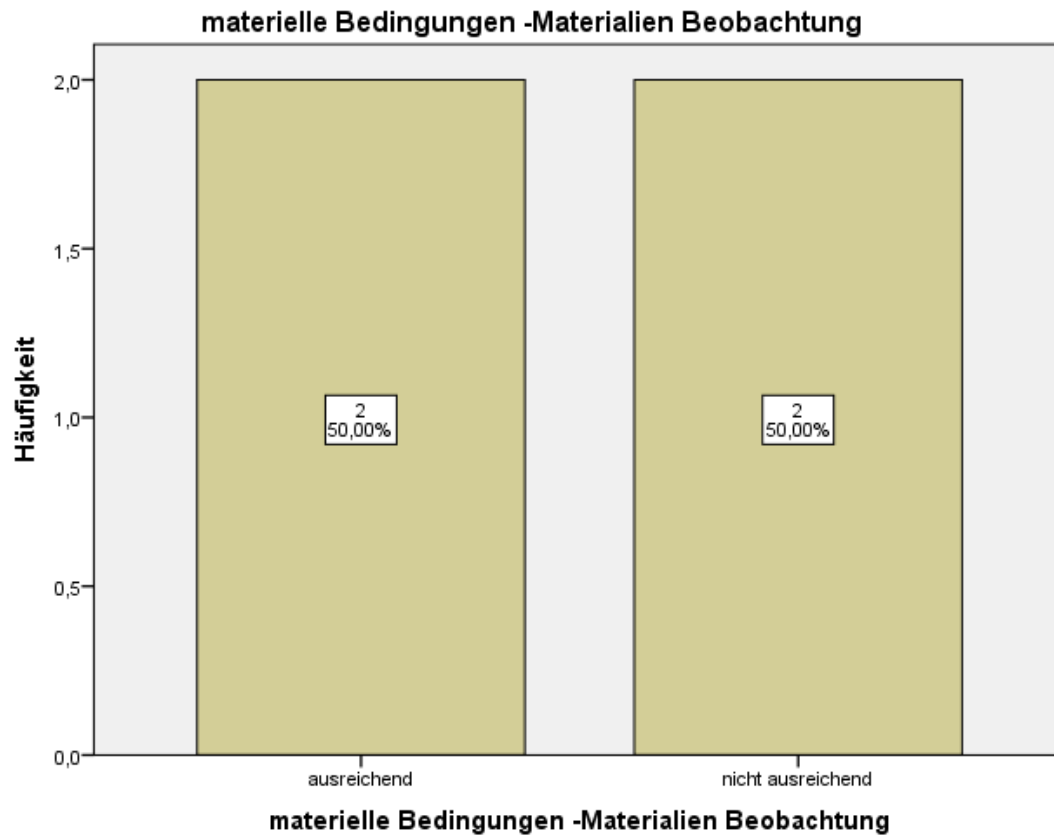 materielle Bedingungen -Materialien Beobachtung
2,0
1,5
1,0
0,5
0,0
Häufigkeit
2
50,00%
2
50,00%
ausreichend
nicht ausreichend
materielle Bedingungen -Materialien Beobachtung